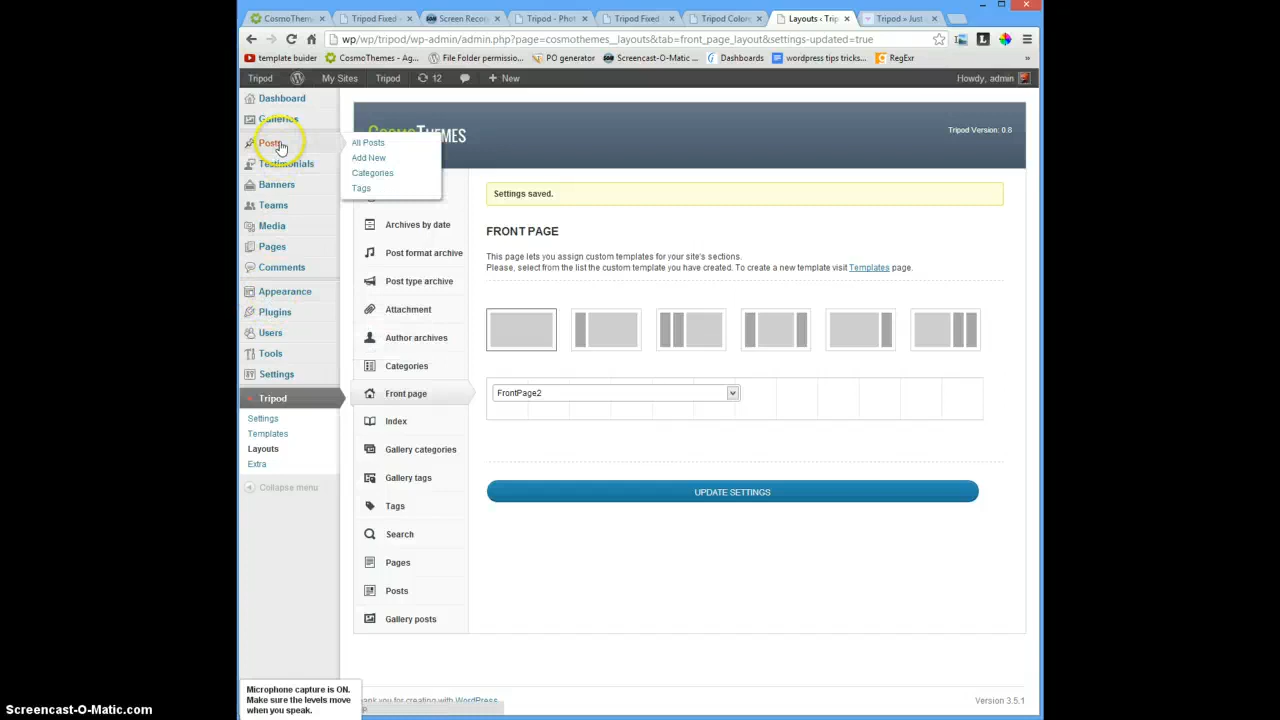 CosmoThem
Tripod Fixed
Screen Reco
Tripod - Phot
Tripod Fixed
Tripod Color
Layouts ‹ Trip
Tripod » Just
wp/wp/tripod/wp-admin/admin.php?page=cosmothemes__layouts&tab=front_page_layout&settings-updated=true
template buider
CosmoThemes - Ag...
File Folder permissio...
PO generator
Screencast-O-Matic ...
Dashboards
wordpress tips tricks...
RegExr
»
Tripod
My Sites
Tripod
12
+ New
Howdy, admin
Dashboard
Galleries
Posts
Testimonials
Banners
Teams
Media
Pages
Comments
Appearance
Plugins
Users
Tools
Settings
Tripod
Settings
Templates
Layouts
Extra
Collapse menu
All Posts
Add New
Categories
Tags
COSMOTHEMES
Tripod Version: 0.8
Archives by date
Post format archive
Post type archive
Attachment
Author archives
Categories
Front page
Index
Gallery categories
Gallery tags
Tags
Search
Pages
Posts
Gallery posts
Settings saved.
FRONT PAGE
This page lets you assign custom templates for your site's sections.
Please, select from the list the custom template you have created. To create a new template visit Templates page.
FrontPage2
UPDATE SETTINGS
Microphone capture is ON.
Make sure the levels move
when you speak.
ank you for creating with WordPress
Version 3.5.1
Screencast-O-Matic.com